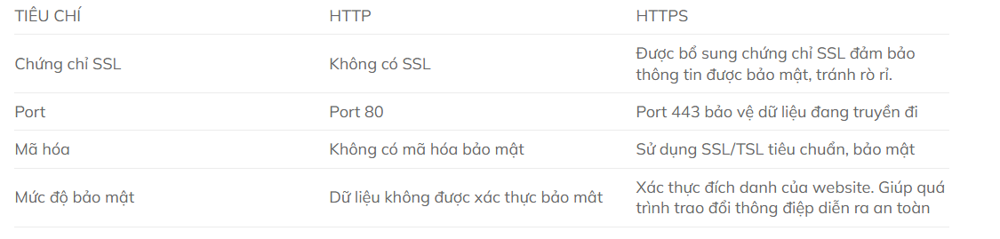 TIÊU CHÍ HTTP HTTPS
Chứng chỉ SSL Không có SSL Được bổ sung chứng chỉ SSL đảm bảo
thông tin được bảo mật, tránh rò rỉ.
Port Port 80 Port 443 bảo vệ dữ liệu đang truyền đi
Mã hóa Không có mã hóa bảo mật Sử dụng SSL/TSL tiêu chuẩn, bảo mật
Mức độ bảo mật Dữ liệu không được xác thực bảo mât Xác thực đích danh của website. Giúp quá
trình trao đổi thông điệp diễn ra an toàn